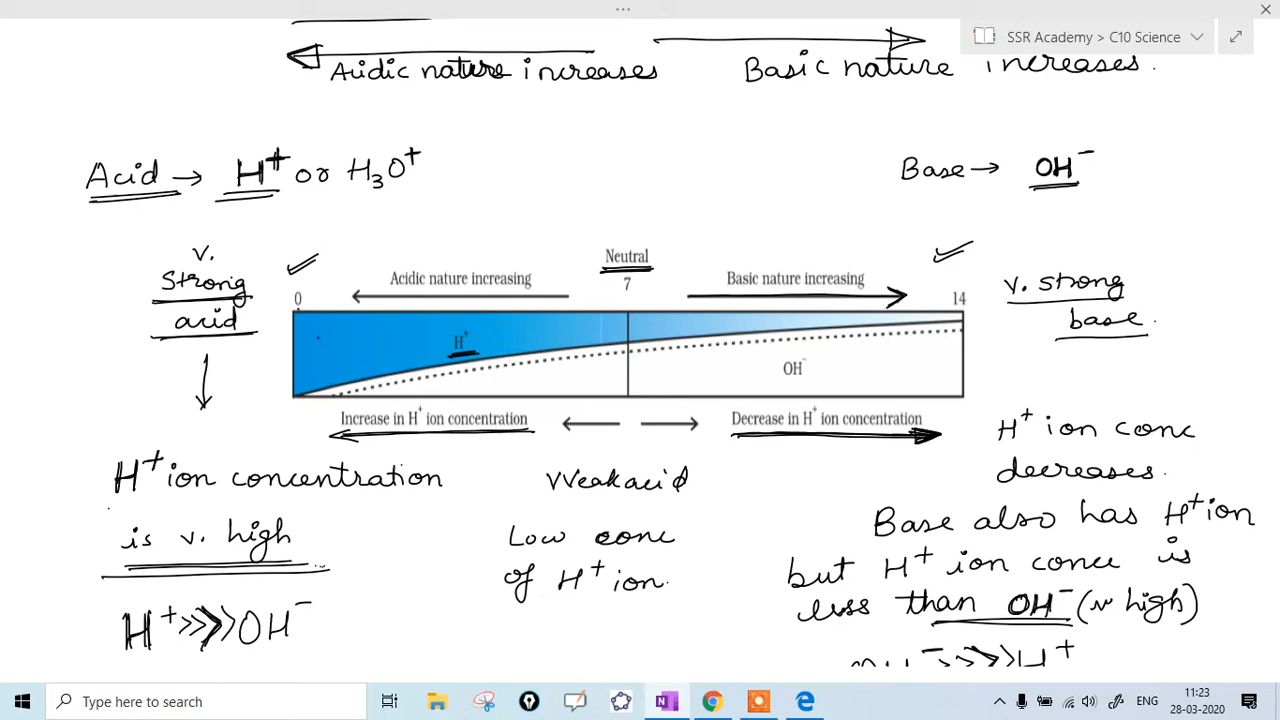 SSR Academy > C10 Science
Acidic nature increases
Basic nature increases.
Acid → H+ or H3O+
Base → OH-
v.
Strong
acid
Neutral
Acidic nature increasing
7
Basic nature increasing
0
14
v. strong
base.
H+
OH-
Increase in H+ ion concentration
Decrease in H+ ion concentration
H+ ion conc
decreases.
H+ ion concentration
is v. high
H+ >>>> OH-
Weak acid
Low conc
of H+ ion.
Base also has H+ ion
but H+ ion conc is
less than OH- (v high)
Type here to search
ENG
11:23
28-03-2020